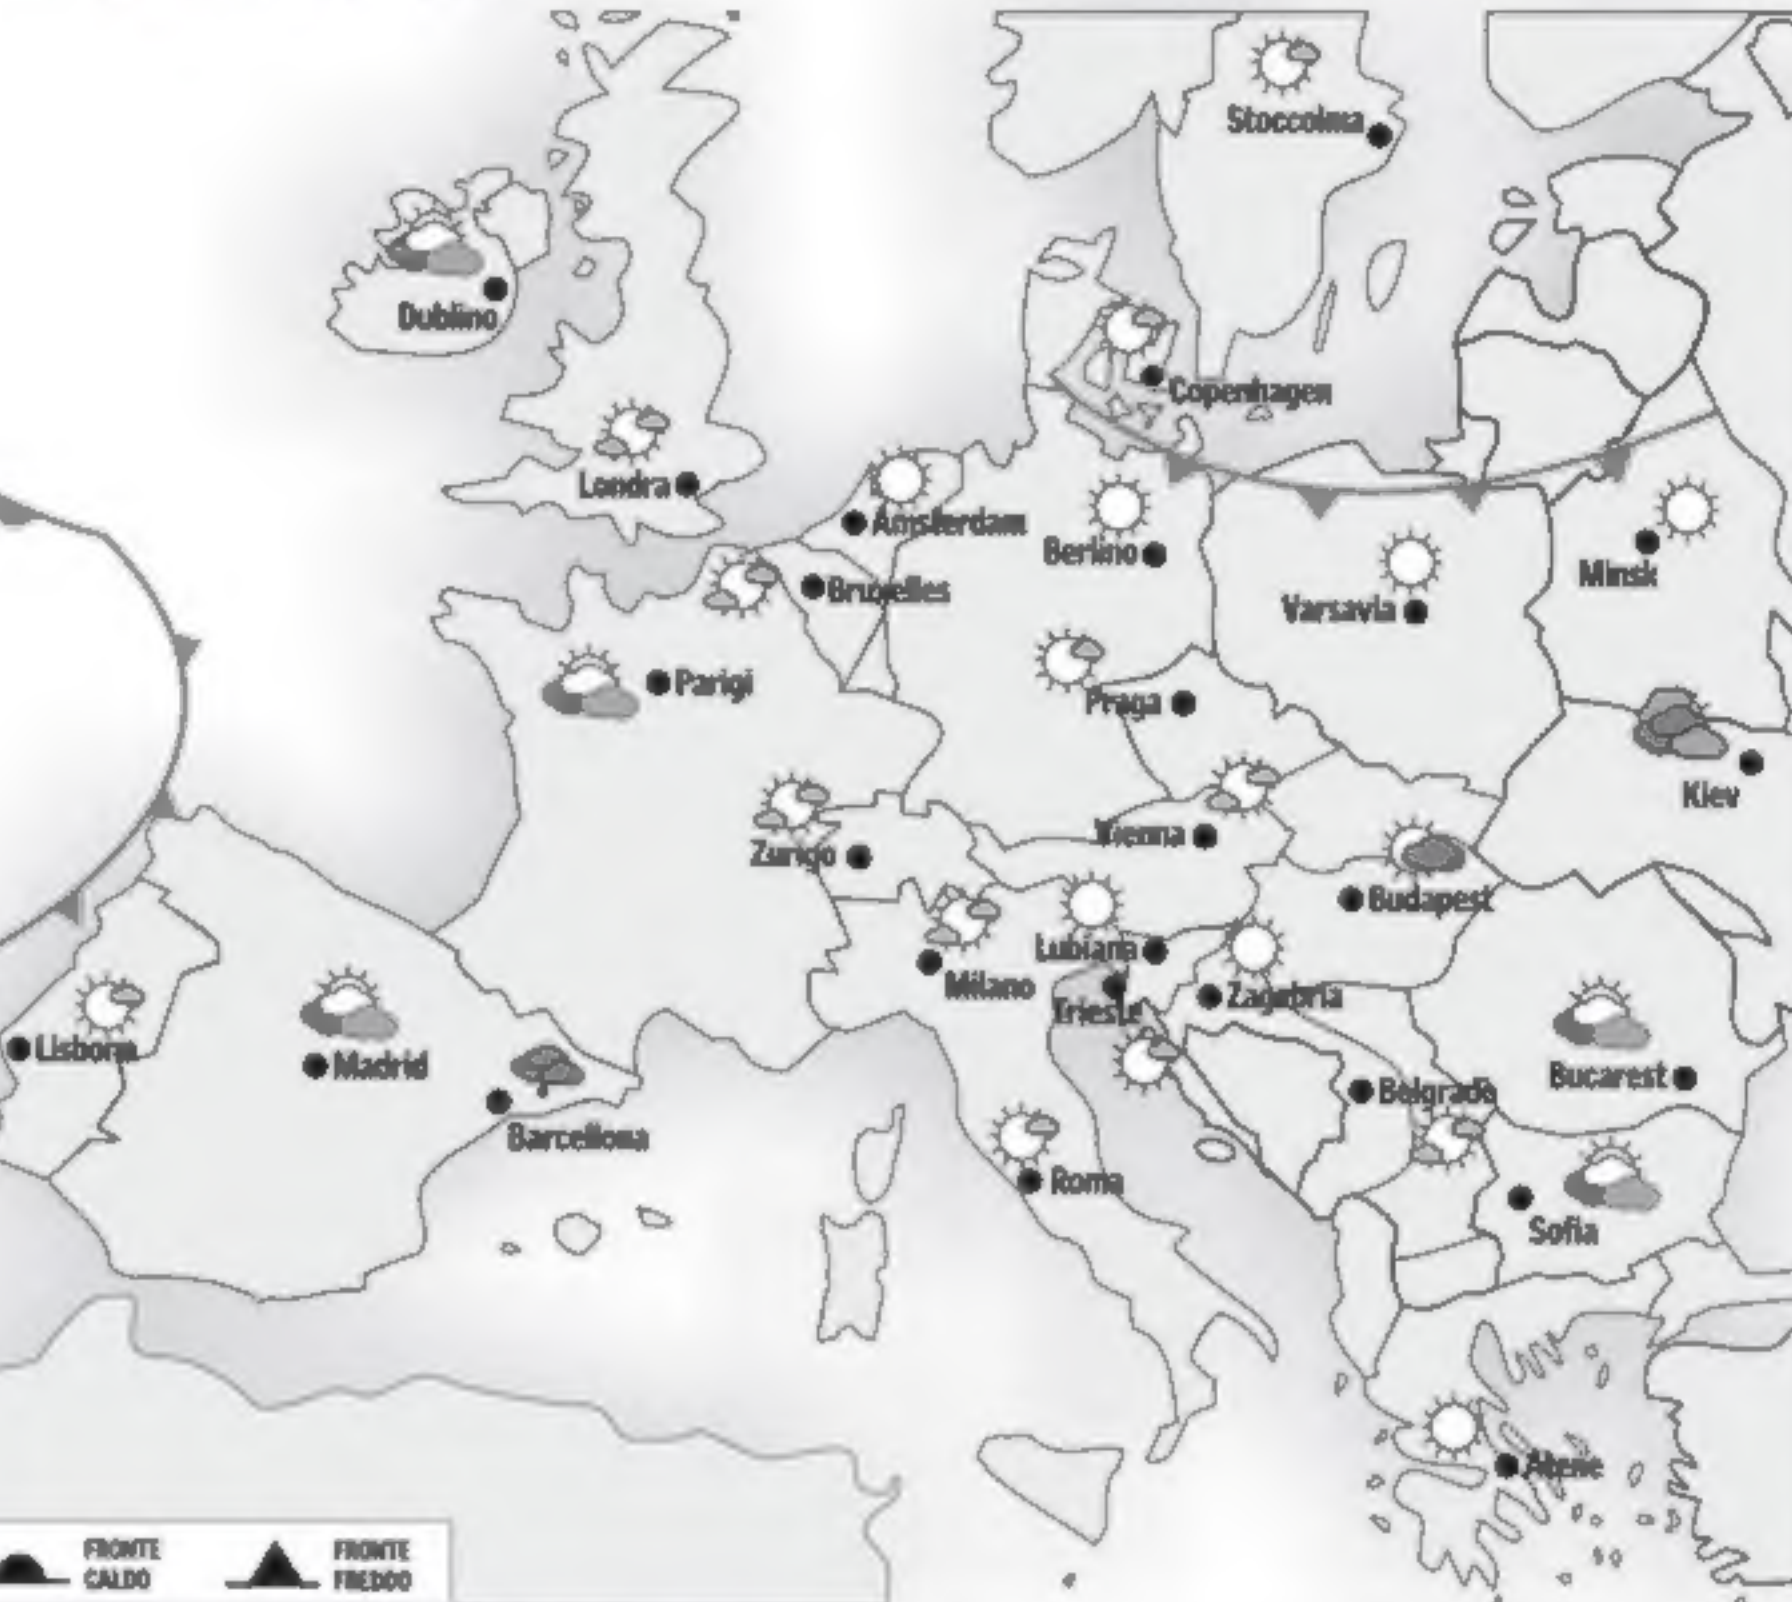 Stoccolma
Dublino
Copenhagen
Londra
Amsterdam
Berlino
Minsk
Bruxelles
Varsavia
Parigi
Praga
Kiev
Vienna
Zurigo
Budapest
Lubiana
Milano
Zagabria
Trieste
Lisbona
Madrid
Bucarest
Belgrado
Barcellona
Roma
Sofia
Atene
FRONTE
CALDO
FRONTE
FREDDO